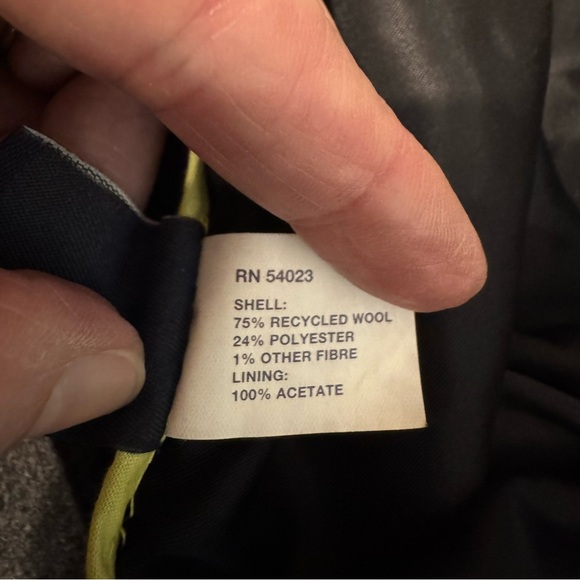 RN 54023
SHELL:
75% RECYCLED WOOL
24% POLYESTER
1% OTHER FIBRE
LINING:
100% ACETATE